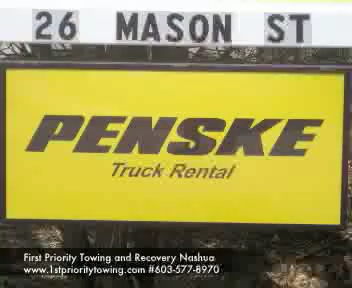 26 MASON ST
PENSKE
Truck Rental
First Priority Towing and Recovery Nashua
www.1stprioritytowing.com #603-577-8970